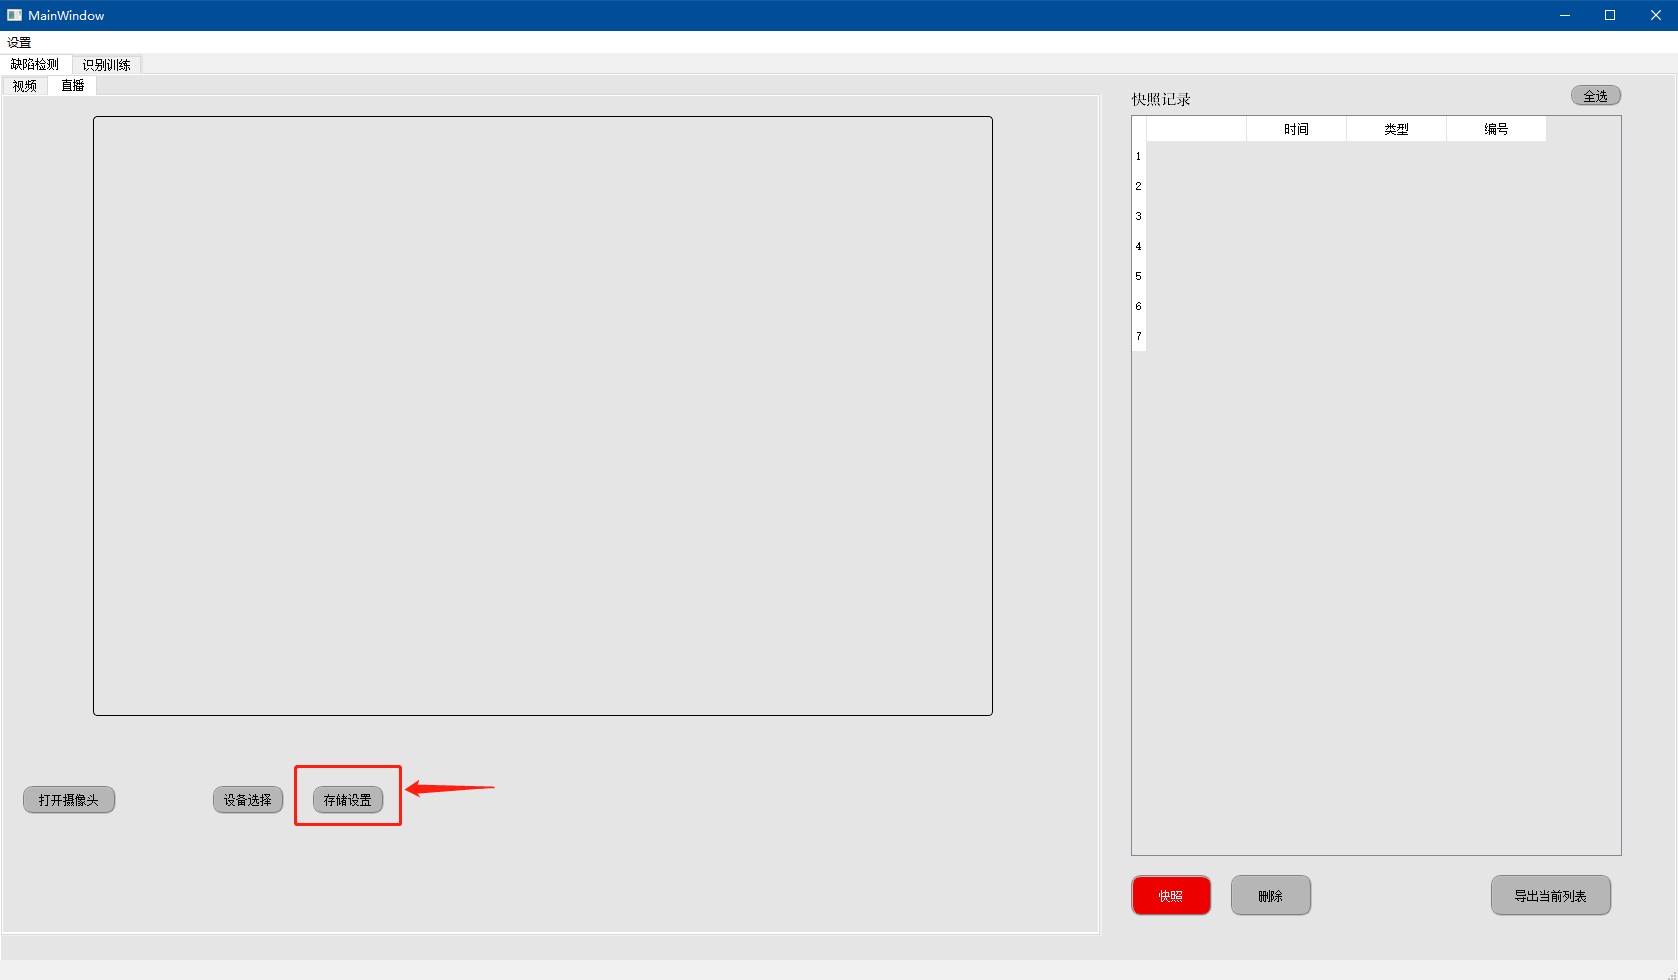 MainWindow
设置
缺陷检测 识别训练
视频 直播
快照记录 全选
时间 类型 编号
1
2
3
4
5
6
7
打开摄像头 设备选择 存储设置
快照 删除 导出当前列表